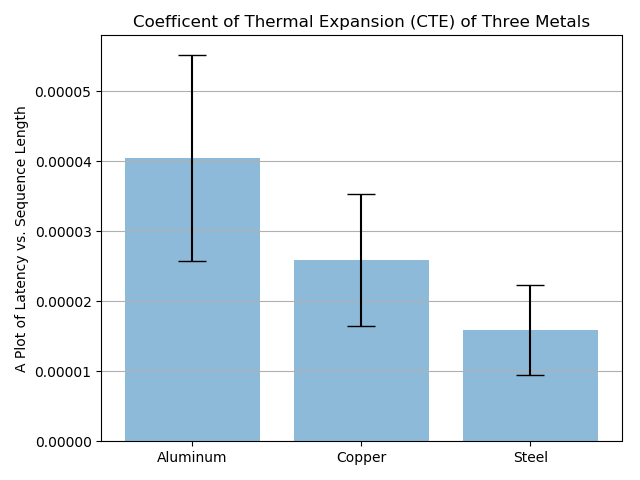 Coefficent of Thermal Expansion (CTE) of Three Metals
A Plot of Latency vs. Sequence Length
0.00005
0.00004
0.00003
0.00002
0.00001
0.00000
Aluminum
Copper
Steel